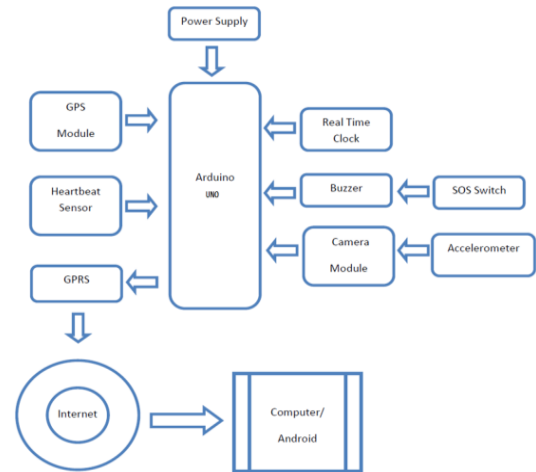 Power Supply
GPS
Module
Real Time
Clock
Arduino
UNO
Heartbeat
Sensor
Buzzer
SOS Switch
Camera
Module
Accelerometer
GPRS
Internet
Computer/
Android